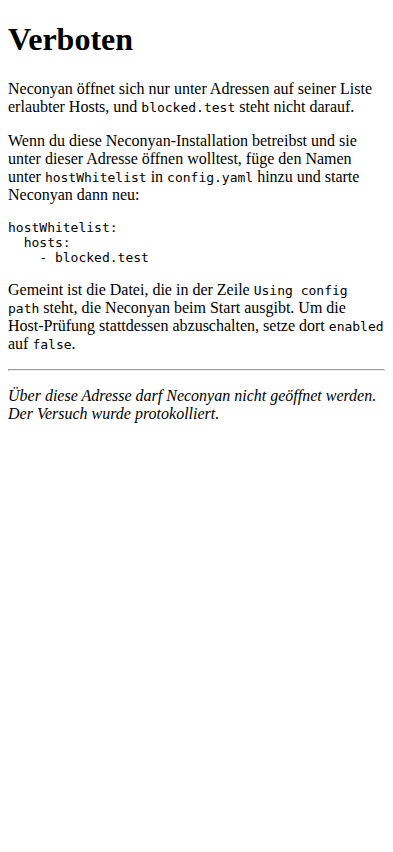 Verboten
Neconyan öffnet sich nur unter Adressen auf seiner Liste
erlaubter Hosts, und blocked.test steht nicht darauf.
Wenn du diese Neconyan-Installation betreibst und sie
unter dieser Adresse öffnen wolltest, füge den Namen
unter hostWhitelist in config.yaml hinzu und starte
Neconyan dann neu:
hostWhitelist:
  hosts:
    - blocked.test
Gemeint ist die Datei, die in der Zeile Using config
path steht, die Neconyan beim Start ausgibt. Um die
Host-Prüfung stattdessen abzuschalten, setze dort enabled
auf false.
Über diese Adresse darf Neconyan nicht geöffnet werden.
Der Versuch wurde protokolliert.